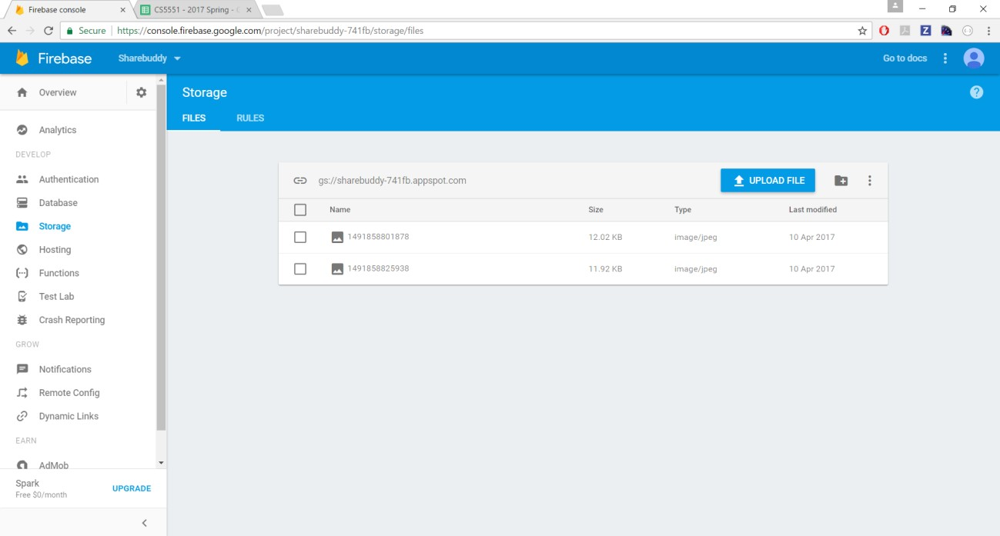 Firebase console
CS5551 - 2017 Spring -
Secure https://console.firebase.google.com/project/sharebuddy-741fb/storage/files
Firebase Sharebuddy Go to docs
Overview
Analytics
DEVELOP
Authentication
Database
Storage
Hosting
Functions
Test Lab
Crash Reporting
GROW
Notifications
Remote Config
Dynamic Links
EARN
AdMob
Spark
Free $0/month
UPGRADE
Storage
FILES RULES
gs://sharebuddy-741fb.appspot.com UPLOAD FILE
Name Size Type Last modified
1491858801878 12.02 KB image/jpeg 10 Apr 2017
1491858825938 11.92 KB image/jpeg 10 Apr 2017